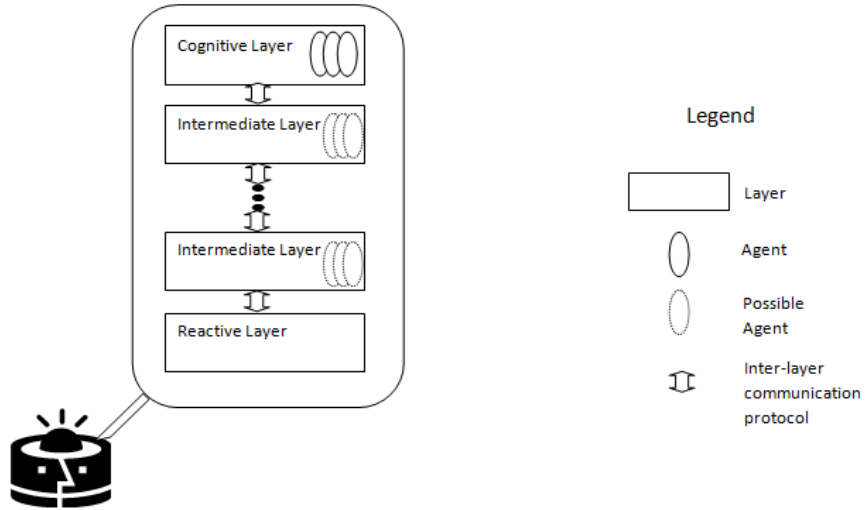 Cognitive Layer
Intermediate Layer
Intermediate Layer
Reactive Layer
Legend
Layer
Agent
Possible
Agent
Inter-layer
communication
protocol